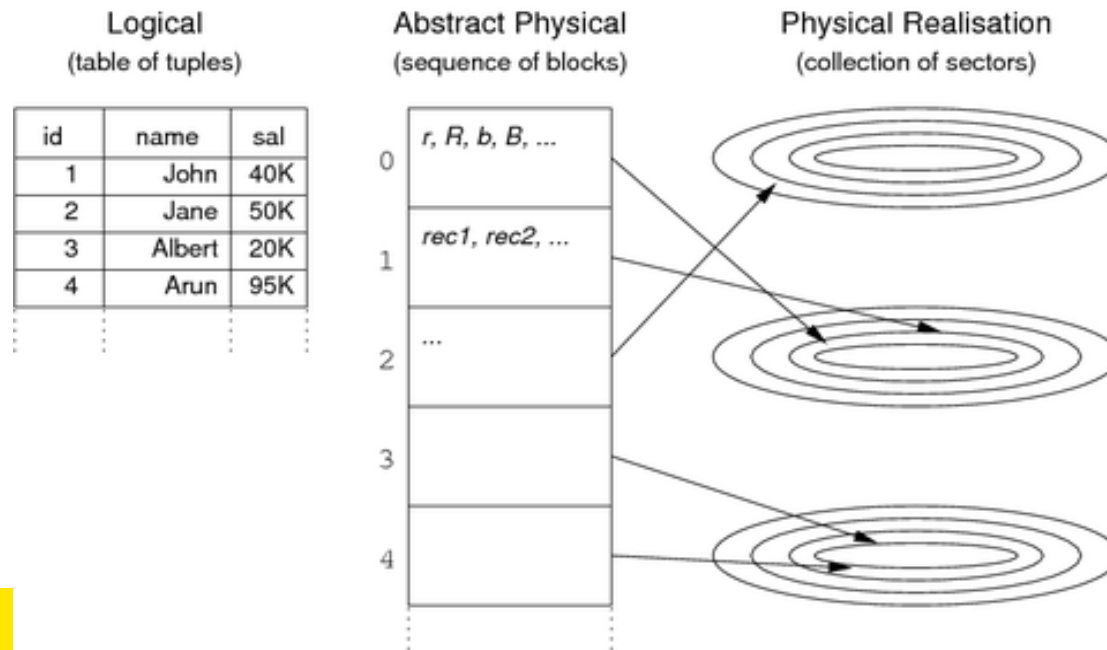 Logical
(table of tuples)
id name sal
1 John 40K
2 Jane 50K
3 Albert 20K
4 Arun 95K
Abstract Physical
(sequence of blocks)
0 r, R, b, B, ...
1 rec1, rec2, ...
2 ...
3
4
Physical Realisation
(collection of sectors)